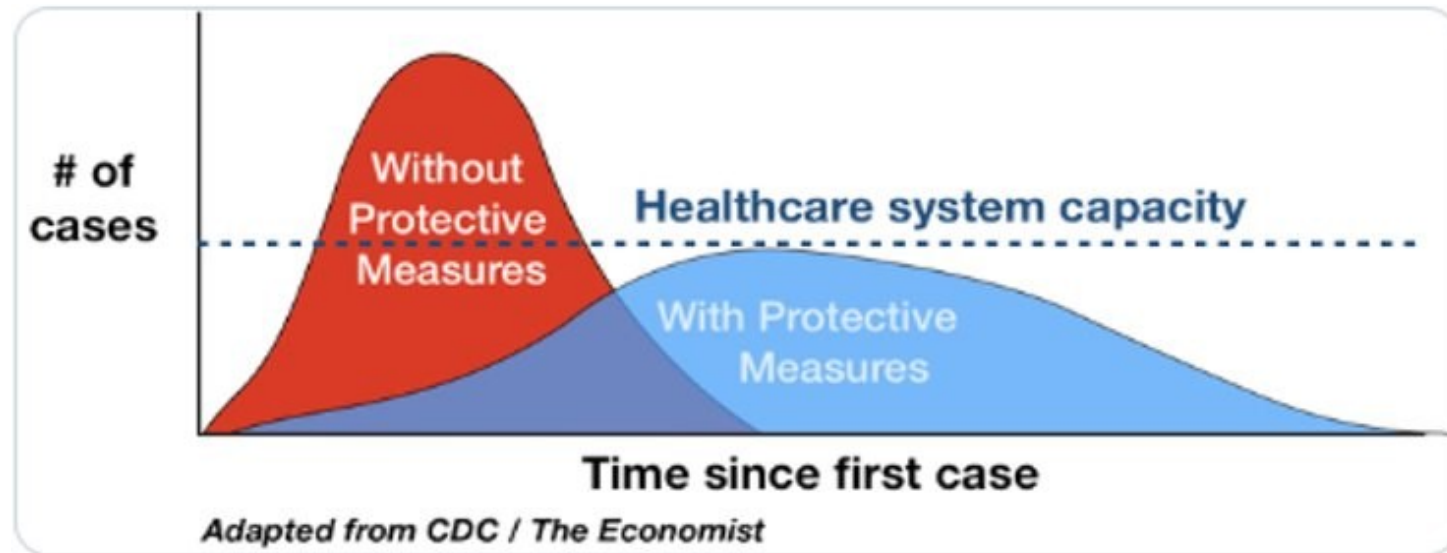 # of
cases
Without
Protective
Measures
Healthcare system capacity
With Protective
Measures
Time since first case
Adapted from CDC / The Economist